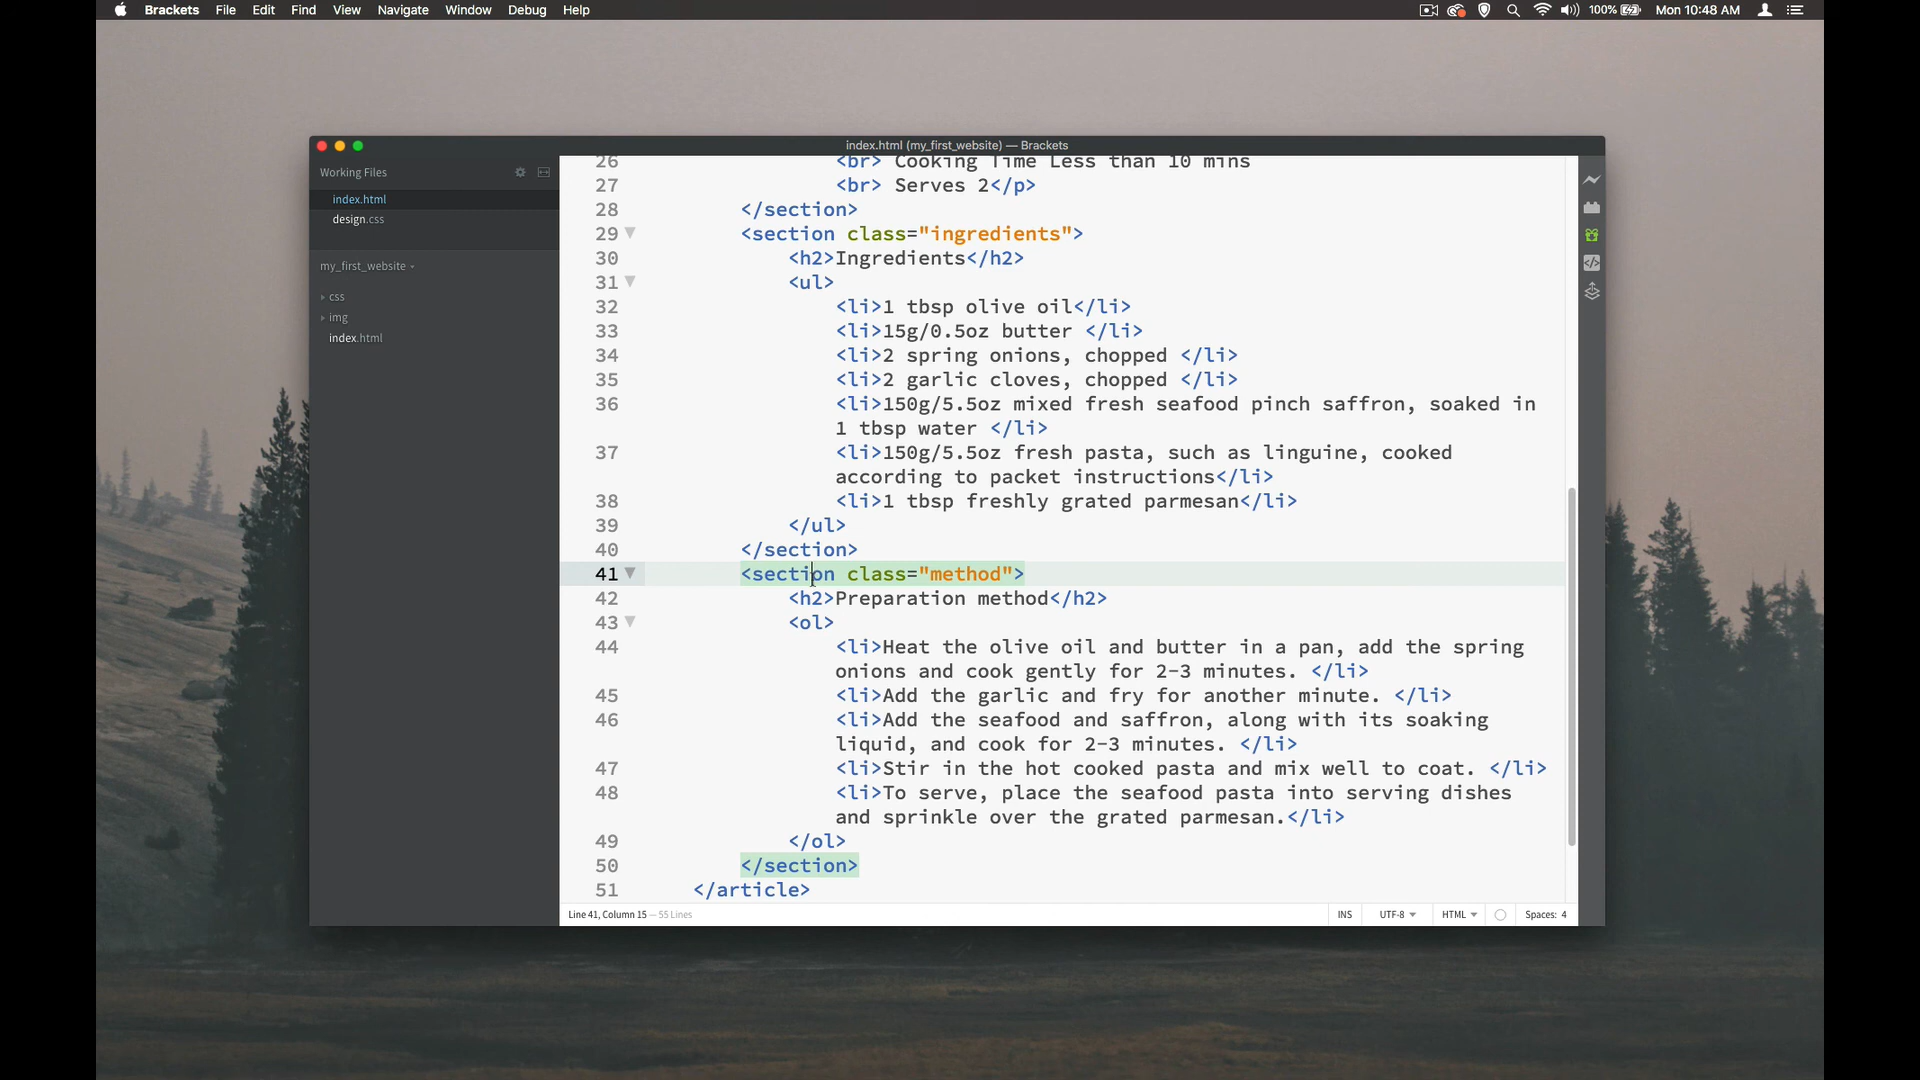 Brackets File Edit Find View Navigate Window Debug Help 100% Mon 10:48 AM
index.html (my_first_website) — Brackets
Working Files
index.html
design.css
my_first_website
css
img
index.html
26 <br> Cooking Time Less than 10 mins
27 <br> Serves 2</p>
28 </section>
29 <section class="ingredients">
30 <h2>Ingredients</h2>
31 <ul>
32 <li>1 tbsp olive oil</li>
33 <li>15g/0.5oz butter </li>
34 <li>2 spring onions, chopped </li>
35 <li>2 garlic cloves, chopped </li>
36 <li>150g/5.5oz mixed fresh seafood pinch saffron, soaked in
1 tbsp water </li>
37 <li>150g/5.5oz fresh pasta, such as linguine, cooked
according to packet instructions</li>
38 <li>1 tbsp freshly grated parmesan</li>
39 </ul>
40 </section>
41 <section class="method">
42 <h2>Preparation method</h2>
43 <ol>
44 <li>Heat the olive oil and butter in a pan, add the spring
onions and cook gently for 2-3 minutes. </li>
45 <li>Add the garlic and fry for another minute. </li>
46 <li>Add the seafood and saffron, along with its soaking
liquid, and cook for 2-3 minutes. </li>
47 <li>Stir in the hot cooked pasta and mix well to coat. </li>
48 <li>To serve, place the seafood pasta into serving dishes
and sprinkle over the grated parmesan.</li>
49 </ol>
50 </section>
51 </article>
Line 41, Column 15 — 55 Lines INS UTF-8 HTML Spaces: 4